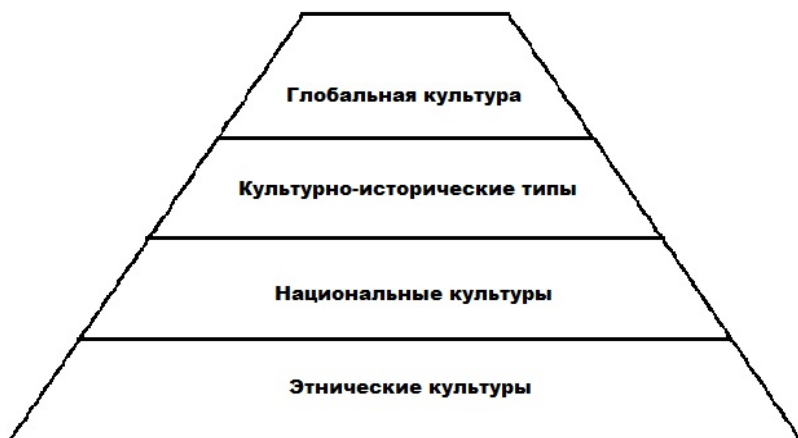 Глобальная культура
Культурно-исторические типы
Национальные культуры
Этнические культуры